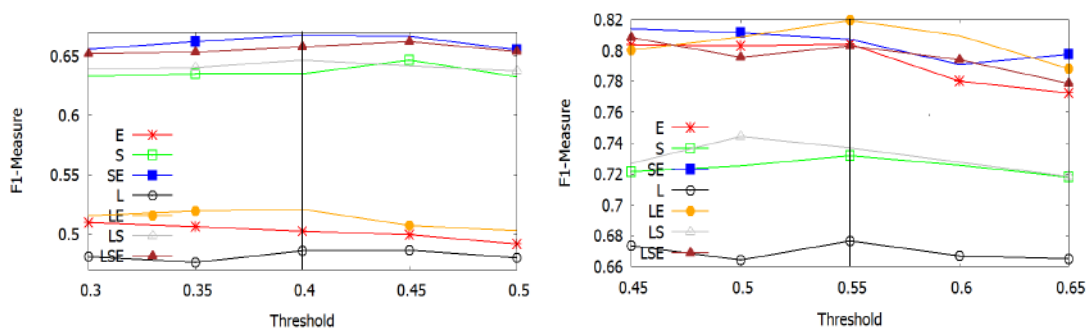 F1-Measure
0.65
0.6
0.55
0.5
E
S
SE
L
LE
LS
LSE
0.3 0.35 0.4 0.45 0.5
Threshold
F1-Measure
0.82
0.8
0.78
0.76
0.74
0.72
0.7
0.68
0.66
E
S
SE
L
LE
LS
LSE
0.45 0.5 0.55 0.6 0.65
Threshold